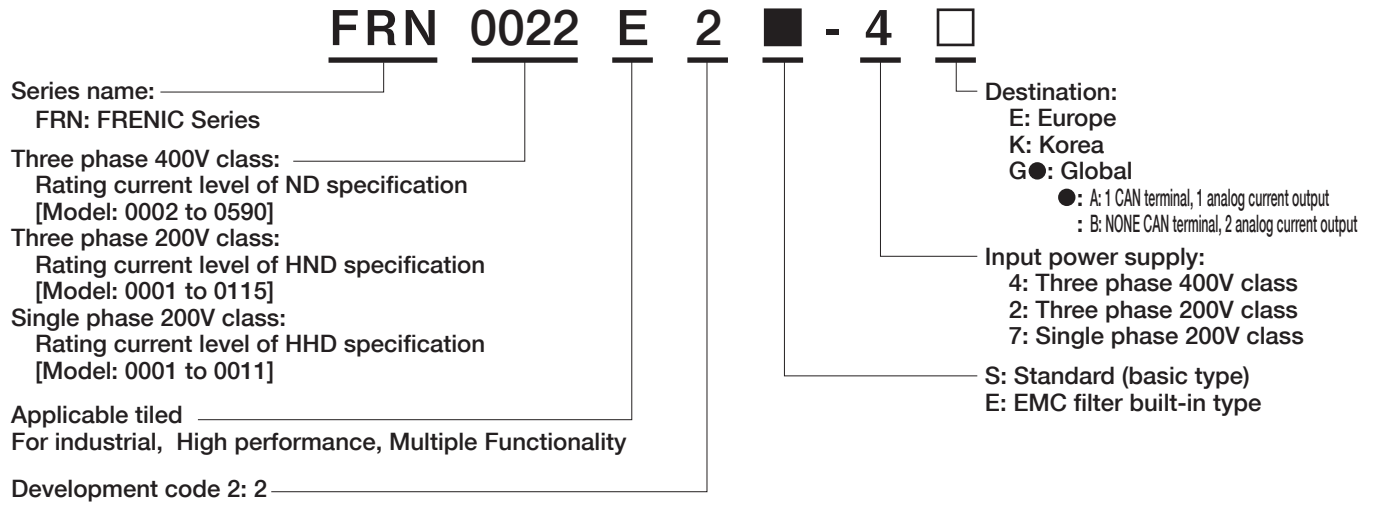 FRN 0022 E 2 ■ - 4 □
Series name:
FRN: FRENIC Series
Three phase 400V class:
Rating current level of ND specification
[Model: 0002 to 0590]
Three phase 200V class:
Rating current level of HND specification
[Model: 0001 to 0115]
Single phase 200V class:
Rating current level of HHD specification
[Model: 0001 to 0011]
Applicable tiled
For industrial, High performance, Multiple Functionality
Development code 2: 2
Destination:
E: Europe
K: Korea
G●: Global
●: A: 1 CAN terminal, 1 analog current output
: B: NONE CAN terminal, 2 analog current output
Input power supply:
4: Three phase 400V class
2: Three phase 200V class
7: Single phase 200V class
S: Standard (basic type)
E: EMC filter built-in type